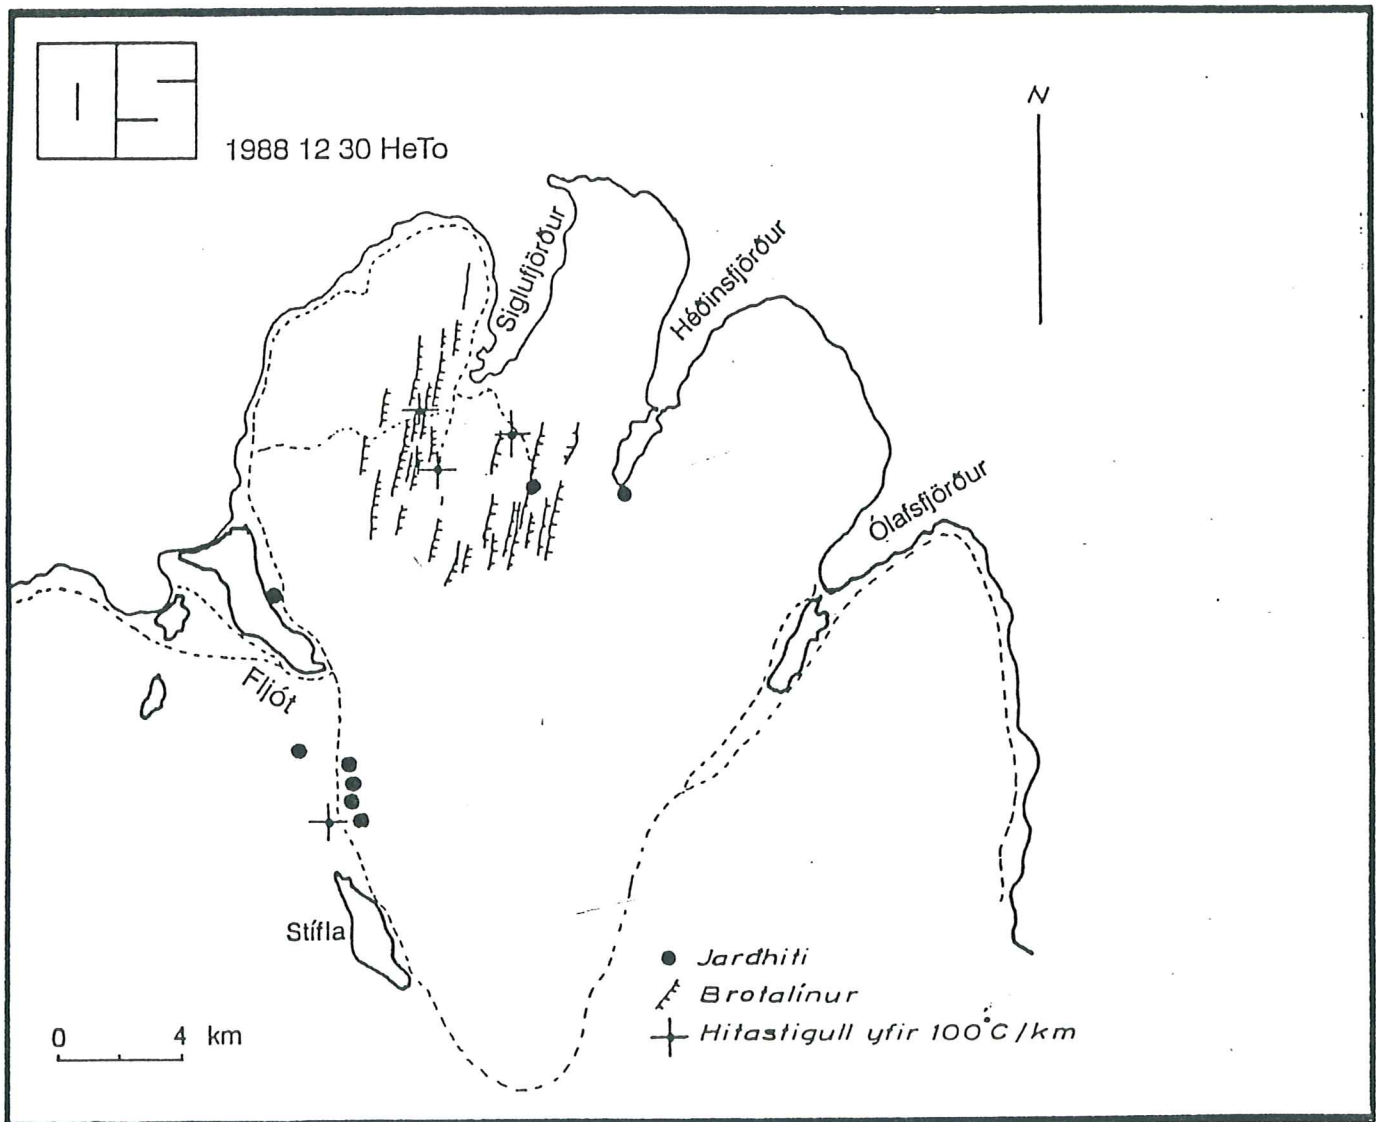 OS
1988 12 30 HeTo
N
Siglufjörður
Héðinsfjörður
Ólafsfjörður
Fljót
Stífla
Jarðhiti
Brotalínur
Hitastigull yfir 100°C/km
0 4 km